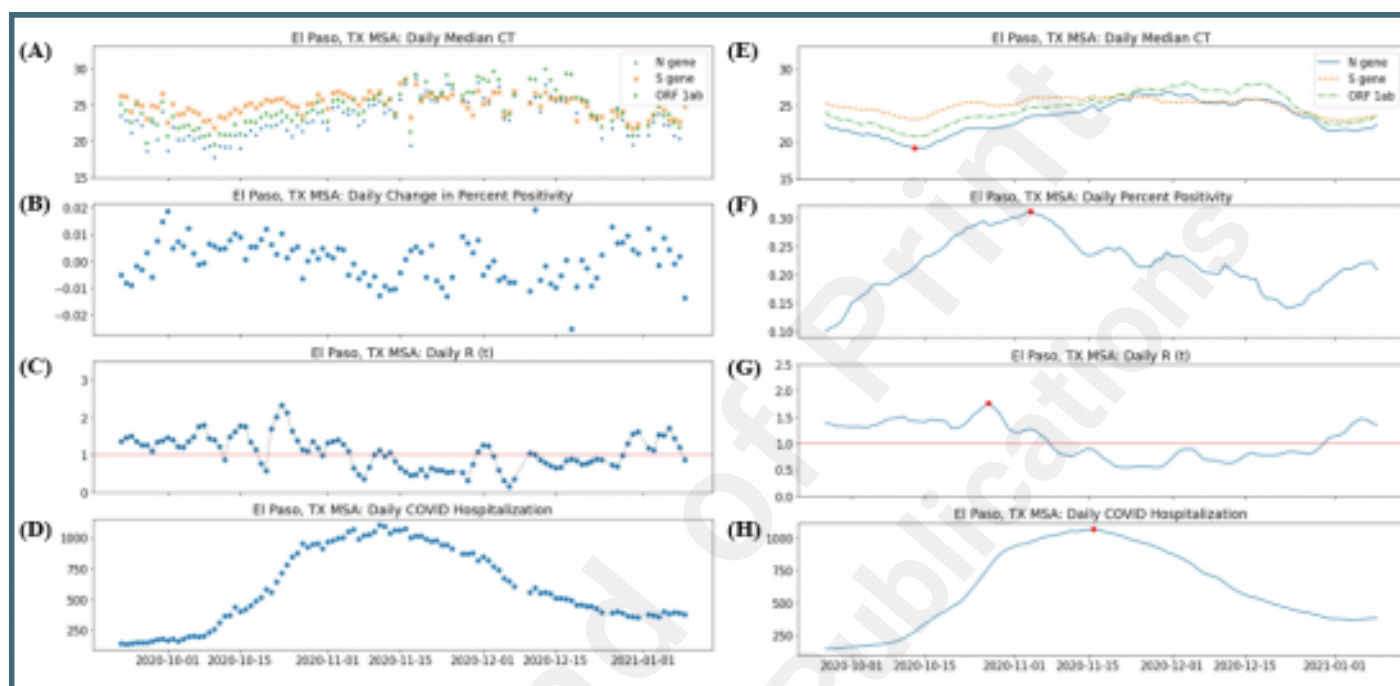 (A)
El Paso, TX MSA: Daily Median CT
N gene
S gene
ORF 1ab
30
25
20
15
(B)
El Paso, TX MSA: Daily Change in Percent Positivity
0.02
0.01
0.00
−0.01
−0.02
(C)
El Paso, TX MSA: Daily R (t)
3
2
1
0
(D)
El Paso, TX MSA: Daily COVID Hospitalization
1000
750
500
250
2020-10-01 2020-10-15 2020-11-01 2020-11-15 2020-12-01 2020-12-15 2021-01-01
(E)
El Paso, TX MSA: Daily Median CT
N gene
S gene
ORF 1ab
30
25
20
15
(F)
El Paso, TX MSA: Daily Percent Positivity
0.30
0.25
0.20
0.15
0.10
(G)
El Paso, TX MSA: Daily R (t)
2.5
2.0
1.5
1.0
0.5
0.0
(H)
El Paso, TX MSA: Daily COVID Hospitalization
1000
750
500
250
2020-10-01 2020-10-15 2020-11-01 2020-11-15 2020-12-01 2020-12-15 2021-01-01
of Print
Publications